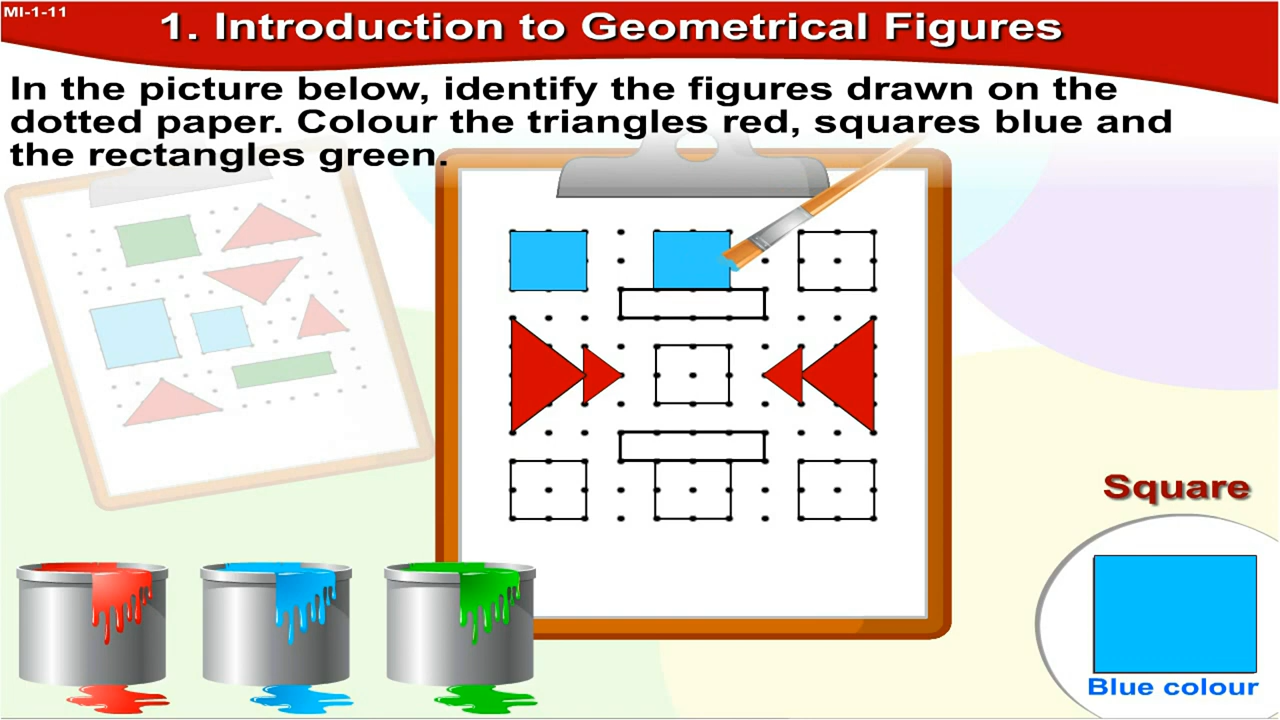 MI-1-11
1. Introduction to Geometrical Figures
In the picture below, identify the figures drawn on the
dotted paper. Colour the triangles red, squares blue and
the rectangles green.
Square
Blue colour